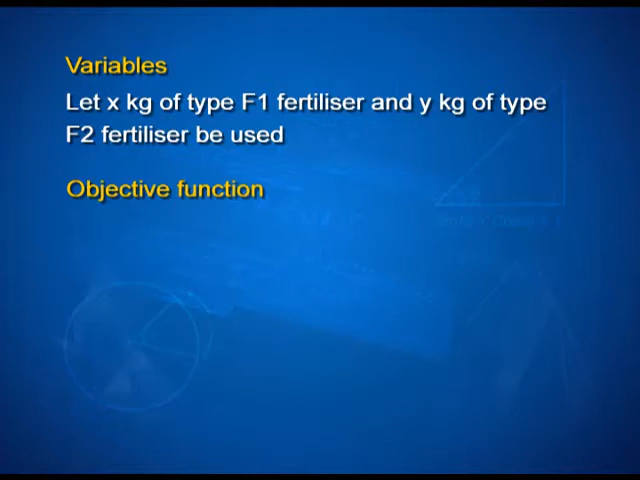 Variables
Let x kg of type F1 fertiliser and y kg of type
F2 fertiliser be used
Objective function